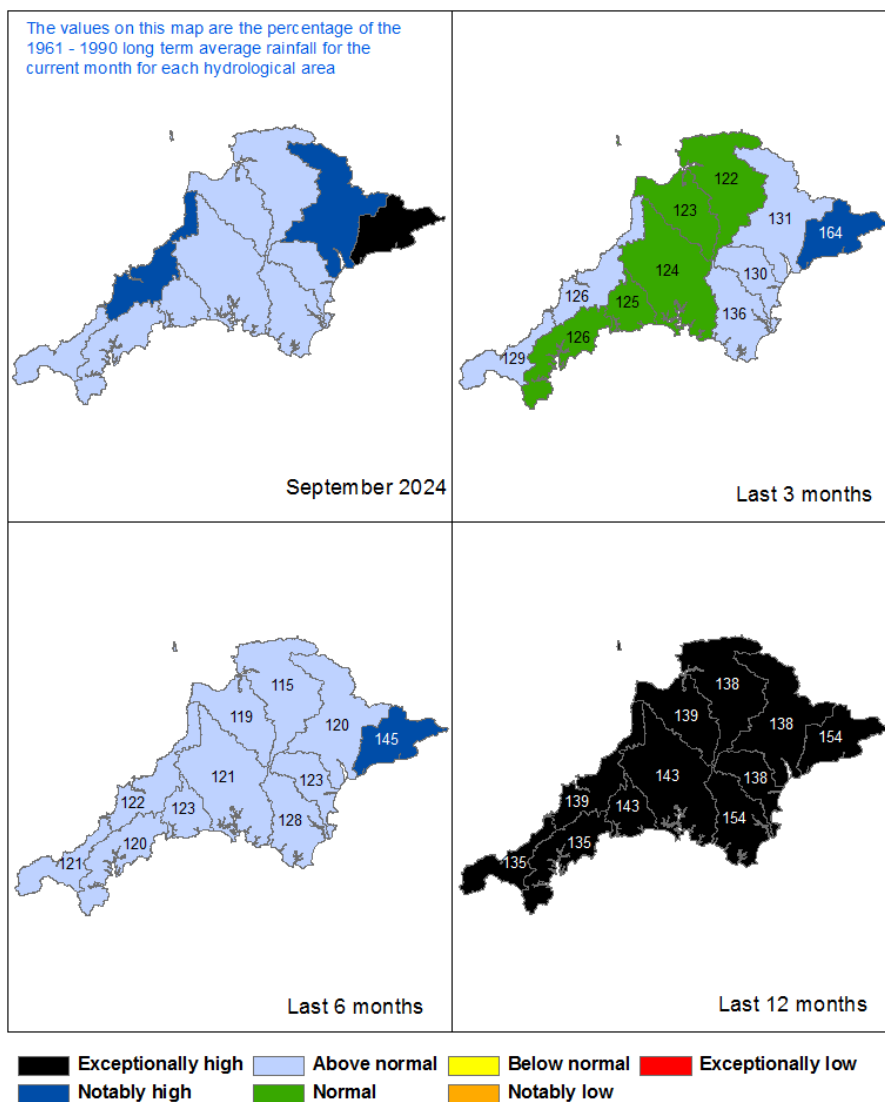 The values on this map are the percentage of the
1961 - 1990 long term average rainfall for the
current month for each hydrological area
September 2024
122
123
131
164
124
130
126
125
136
126
129
Last 3 months
115
119
120
145
121
123
122
123
128
120
121
Last 6 months
138
139
138
154
143
138
139
143
154
135
135
Last 12 months
Exceptionally high
Above normal
Below normal
Exceptionally low
Notably high
Normal
Notably low